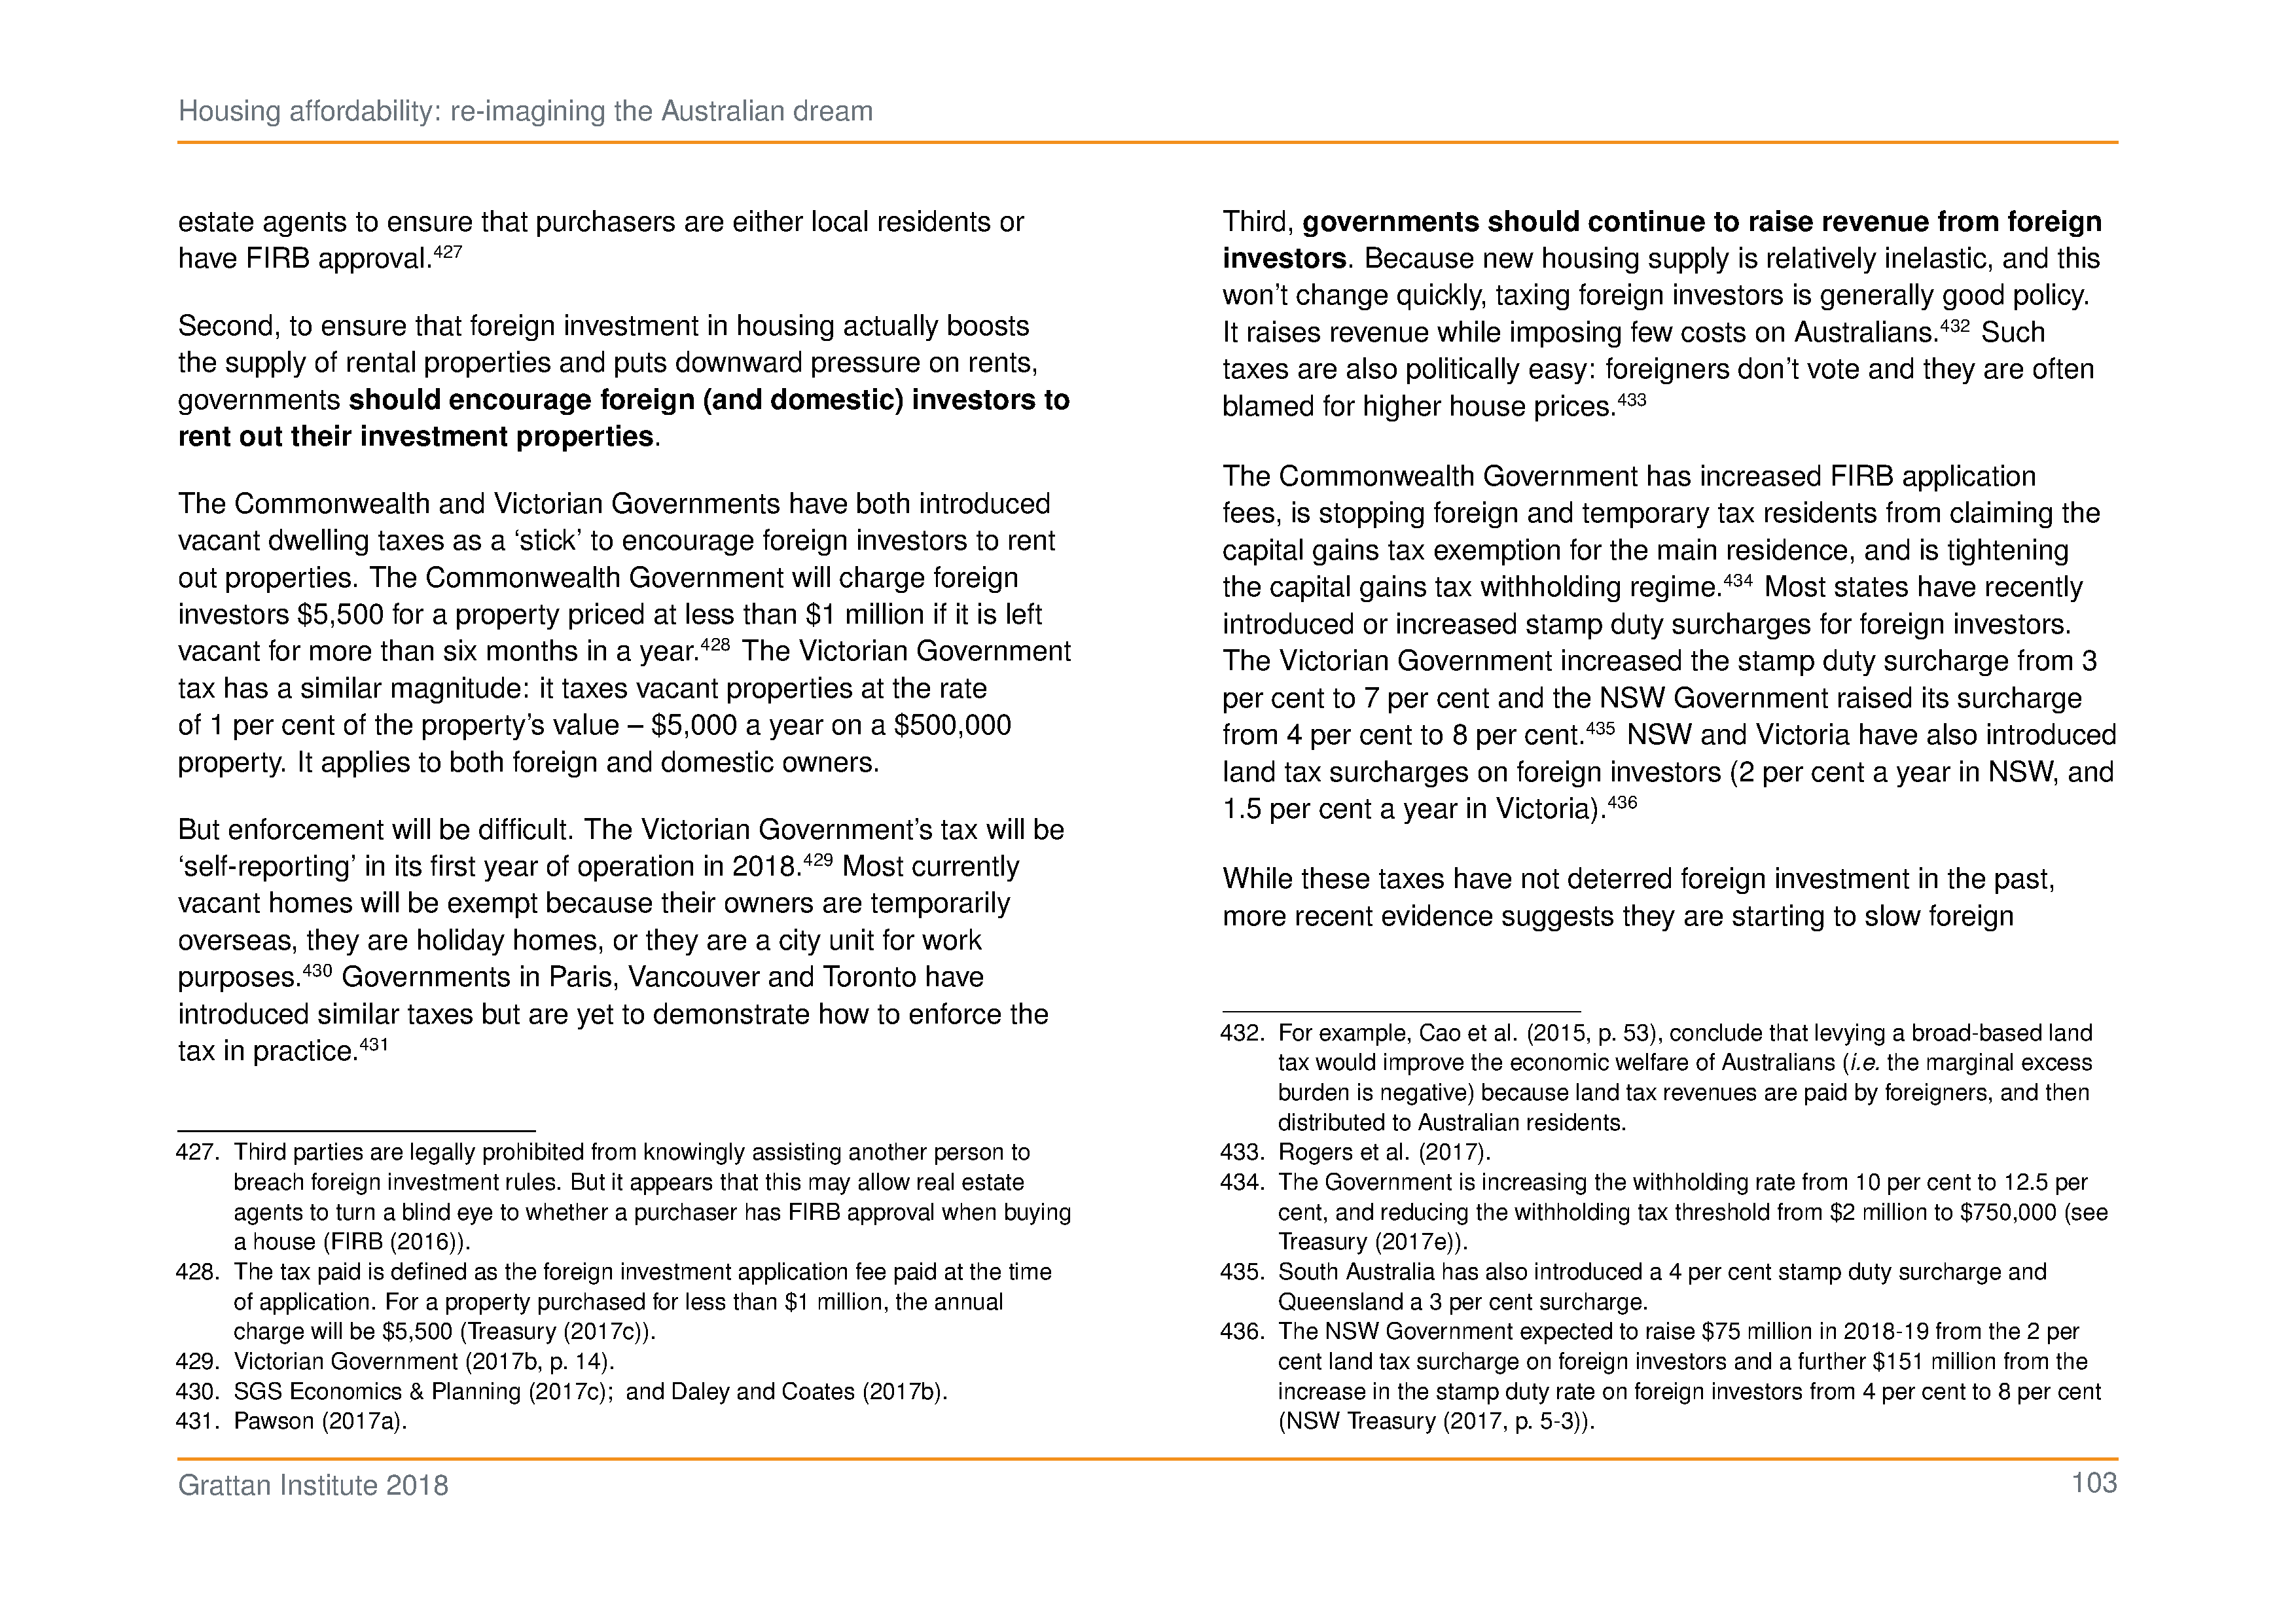 Housing affordability: re-imagining the Australian dream
estate agents to ensure that purchasers are either local residents or
have FIRB approval.427
Second, to ensure that foreign investment in housing actually boosts
the supply of rental properties and puts downward pressure on rents,
governments should encourage foreign (and domestic) investors to
rent out their investment properties.
The Commonwealth and Victorian Governments have both introduced
vacant dwelling taxes as a ‘stick’ to encourage foreign investors to rent
out properties. The Commonwealth Government will charge foreign
investors $5,500 for a property priced at less than $1 million if it is left
vacant for more than six months in a year.428 The Victorian Government
tax has a similar magnitude: it taxes vacant properties at the rate
of 1 per cent of the property’s value – $5,000 a year on a $500,000
property. It applies to both foreign and domestic owners.
But enforcement will be difficult. The Victorian Government’s tax will be
‘self-reporting’ in its first year of operation in 2018.429 Most currently
vacant homes will be exempt because their owners are temporarily
overseas, they are holiday homes, or they are a city unit for work
purposes.430 Governments in Paris, Vancouver and Toronto have
introduced similar taxes but are yet to demonstrate how to enforce the
tax in practice.431
427. Third parties are legally prohibited from knowingly assisting another person to
breach foreign investment rules. But it appears that this may allow real estate
agents to turn a blind eye to whether a purchaser has FIRB approval when buying
a house (FIRB (2016)).
428. The tax paid is defined as the foreign investment application fee paid at the time
of application. For a property purchased for less than $1 million, the annual
charge will be $5,500 (Treasury (2017c)).
429. Victorian Government (2017b, p. 14).
430. SGS Economics & Planning (2017c); and Daley and Coates (2017b).
431. Pawson (2017a).
Third, governments should continue to raise revenue from foreign
investors. Because new housing supply is relatively inelastic, and this
won’t change quickly, taxing foreign investors is generally good policy.
It raises revenue while imposing few costs on Australians.432 Such
taxes are also politically easy: foreigners don’t vote and they are often
blamed for higher house prices.433
The Commonwealth Government has increased FIRB application
fees, is stopping foreign and temporary tax residents from claiming the
capital gains tax exemption for the main residence, and is tightening
the capital gains tax withholding regime.434 Most states have recently
introduced or increased stamp duty surcharges for foreign investors.
The Victorian Government increased the stamp duty surcharge from 3
per cent to 7 per cent and the NSW Government raised its surcharge
from 4 per cent to 8 per cent.435 NSW and Victoria have also introduced
land tax surcharges on foreign investors (2 per cent a year in NSW, and
1.5 per cent a year in Victoria).436
While these taxes have not deterred foreign investment in the past,
more recent evidence suggests they are starting to slow foreign
432. For example, Cao et al. (2015, p. 53), conclude that levying a broad-based land
tax would improve the economic welfare of Australians (i.e. the marginal excess
burden is negative) because land tax revenues are paid by foreigners, and then
distributed to Australian residents.
433. Rogers et al. (2017).
434. The Government is increasing the withholding rate from 10 per cent to 12.5 per
cent, and reducing the withholding tax threshold from $2 million to $750,000 (see
Treasury (2017e)).
435. South Australia has also introduced a 4 per cent stamp duty surcharge and
Queensland a 3 per cent surcharge.
436. The NSW Government expected to raise $75 million in 2018-19 from the 2 per
cent land tax surcharge on foreign investors and a further $151 million from the
increase in the stamp duty rate on foreign investors from 4 per cent to 8 per cent
(NSW Treasury (2017, p. 5-3)).
Grattan Institute 2018
103